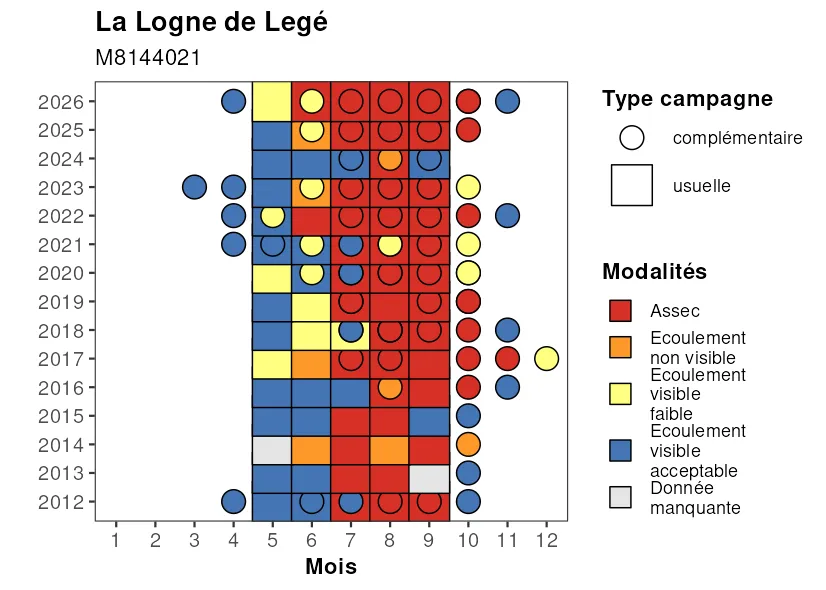 La Logne de Legé
M8144021
2026
2025
2024
2023
2022
2021
2020
2019
2018
2017
2016
2015
2014
2013
2012
1 2 3 4 5 6 7 8 9 10 11 12
Mois
Type campagne
complémentaire
usuelle
Modalités
Assec
Ecoulement
non visible
Ecoulement
visible
faible
Ecoulement
visible
acceptable
Donnée
manquante